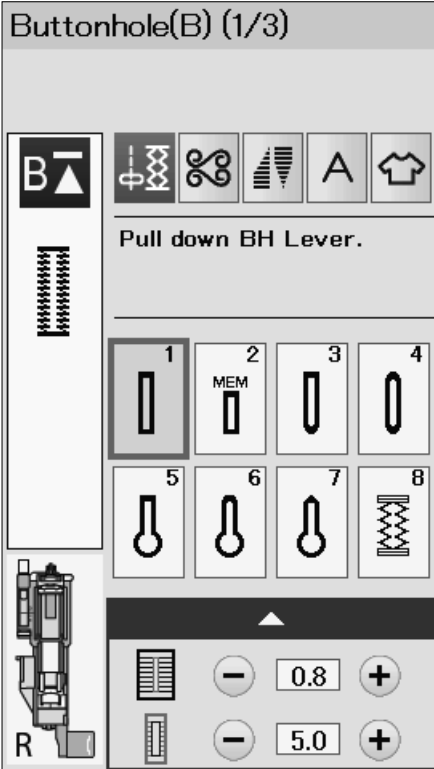 Buttonhole(B) (1/3)
B
A
Pull down BH Lever.
1 2 3 4
MEM
5 6 7 8
0.8
R
5.0